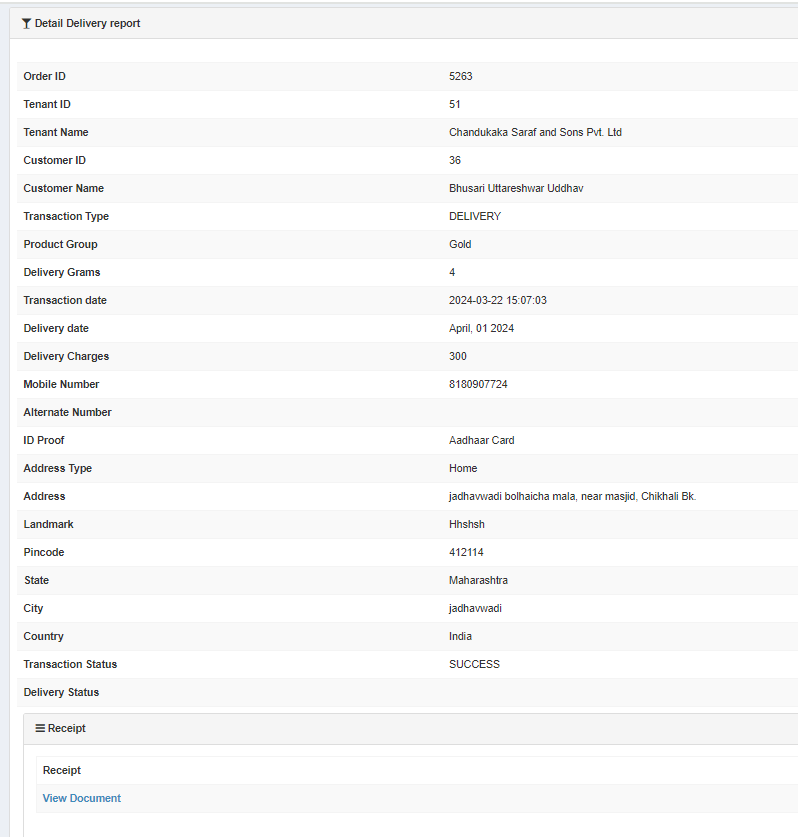 Detail Delivery report
Order ID 5263
Tenant ID 51
Tenant Name Chandukaka Saraf and Sons Pvt. Ltd
Customer ID 36
Customer Name Bhusari Uttareshwar Uddhav
Transaction Type DELIVERY
Product Group Gold
Delivery Grams 4
Transaction date 2024-03-22 15:07:03
Delivery date April, 01 2024
Delivery Charges 300
Mobile Number 8180907724
Alternate Number
ID Proof Aadhaar Card
Address Type Home
Address jadhavwadi bolhaicha mala, near masjid, Chikhali Bk.
Landmark Hhshsh
Pincode 412114
State Maharashtra
City jadhavwadi
Country India
Transaction Status SUCCESS
Delivery Status
Receipt
Receipt
View Document